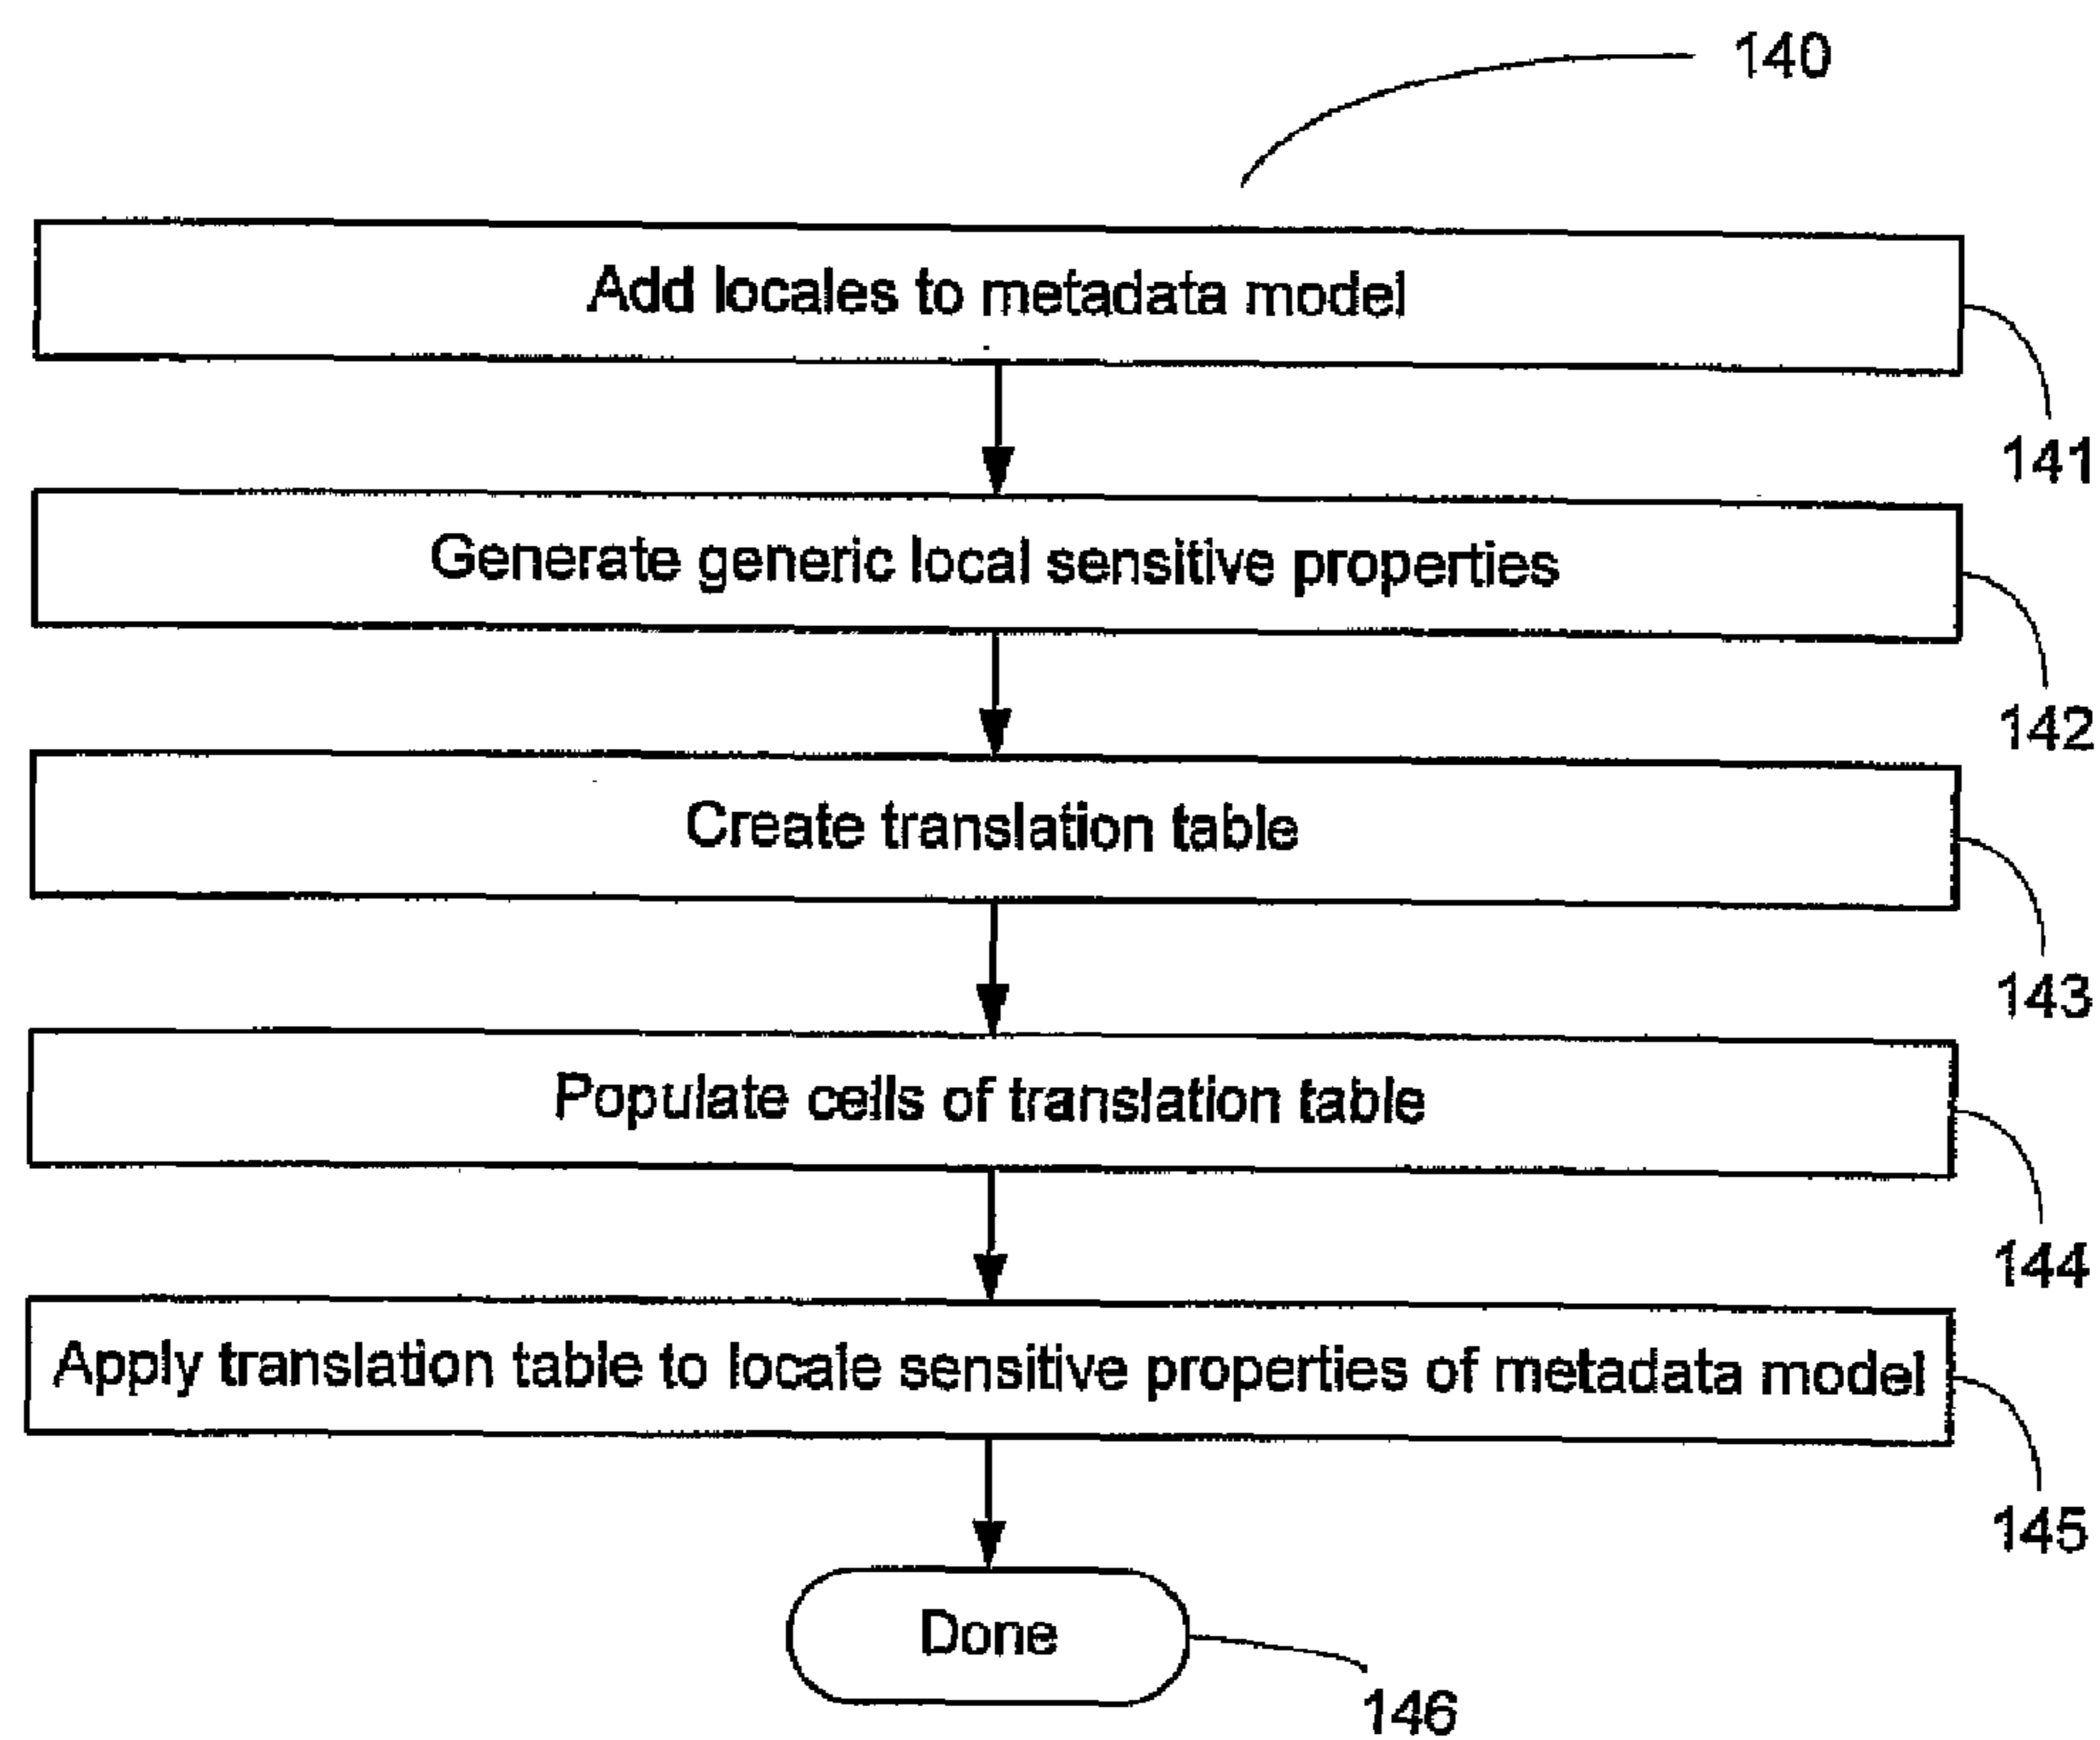 140
Add locales to metadata model
141
Generate generic local sensitive properties
142
Create translation table
143
Populate cells of translation table
144
Apply translation table to locale sensitive properties of metadata model
145
Done
146